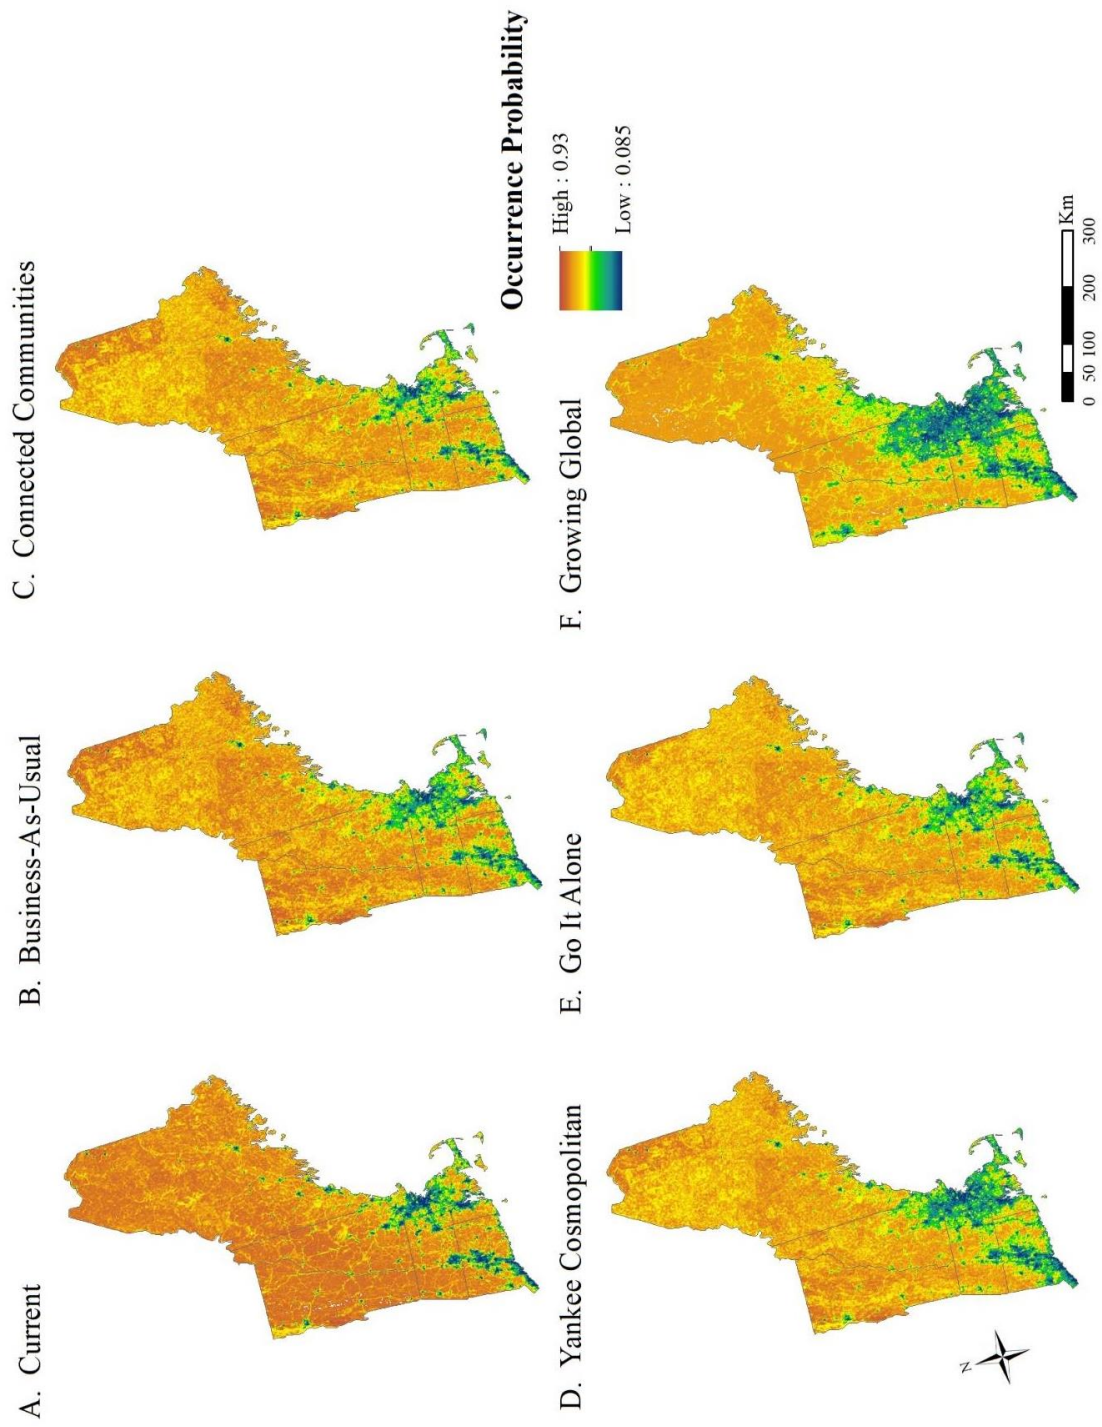 A. Current
B. Business-As-Usual
C. Connected Communities
Occurrence Probability
High : 0.93
Low : 0.085
D. Yankee Cosmopolitan
E. Go It Alone
F. Growing Global
N
Km
0 50 100 200 300